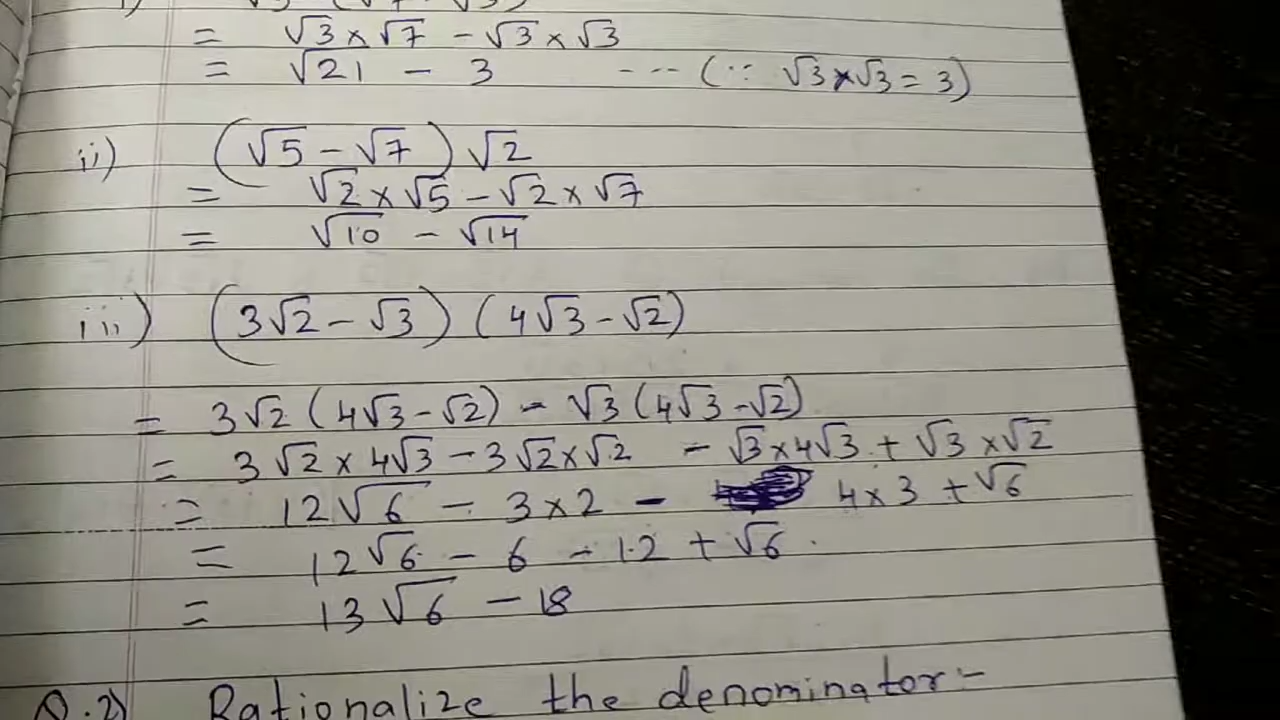 i) √3 (√7 - √3)
= √3 × √7 - √3 × √3
= √21 - 3 --- (∵ √3 × √3 = 3)
ii) (√5 - √7) √2
= √2 × √5 - √2 × √7
= √10 - √14
iii) (3√2 - √3) (4√3 - √2)
= 3√2 (4√3 - √2) - √3 (4√3 - √2)
= 3√2 × 4√3 - 3√2 × √2 - √3 × 4√3 + √3 × √2
= 12√6 - 3×2 - 4×3 + √6
= 12√6 - 6 - 12 + √6.
= 13√6 - 18
Q.2) Rationalize the denominator:-